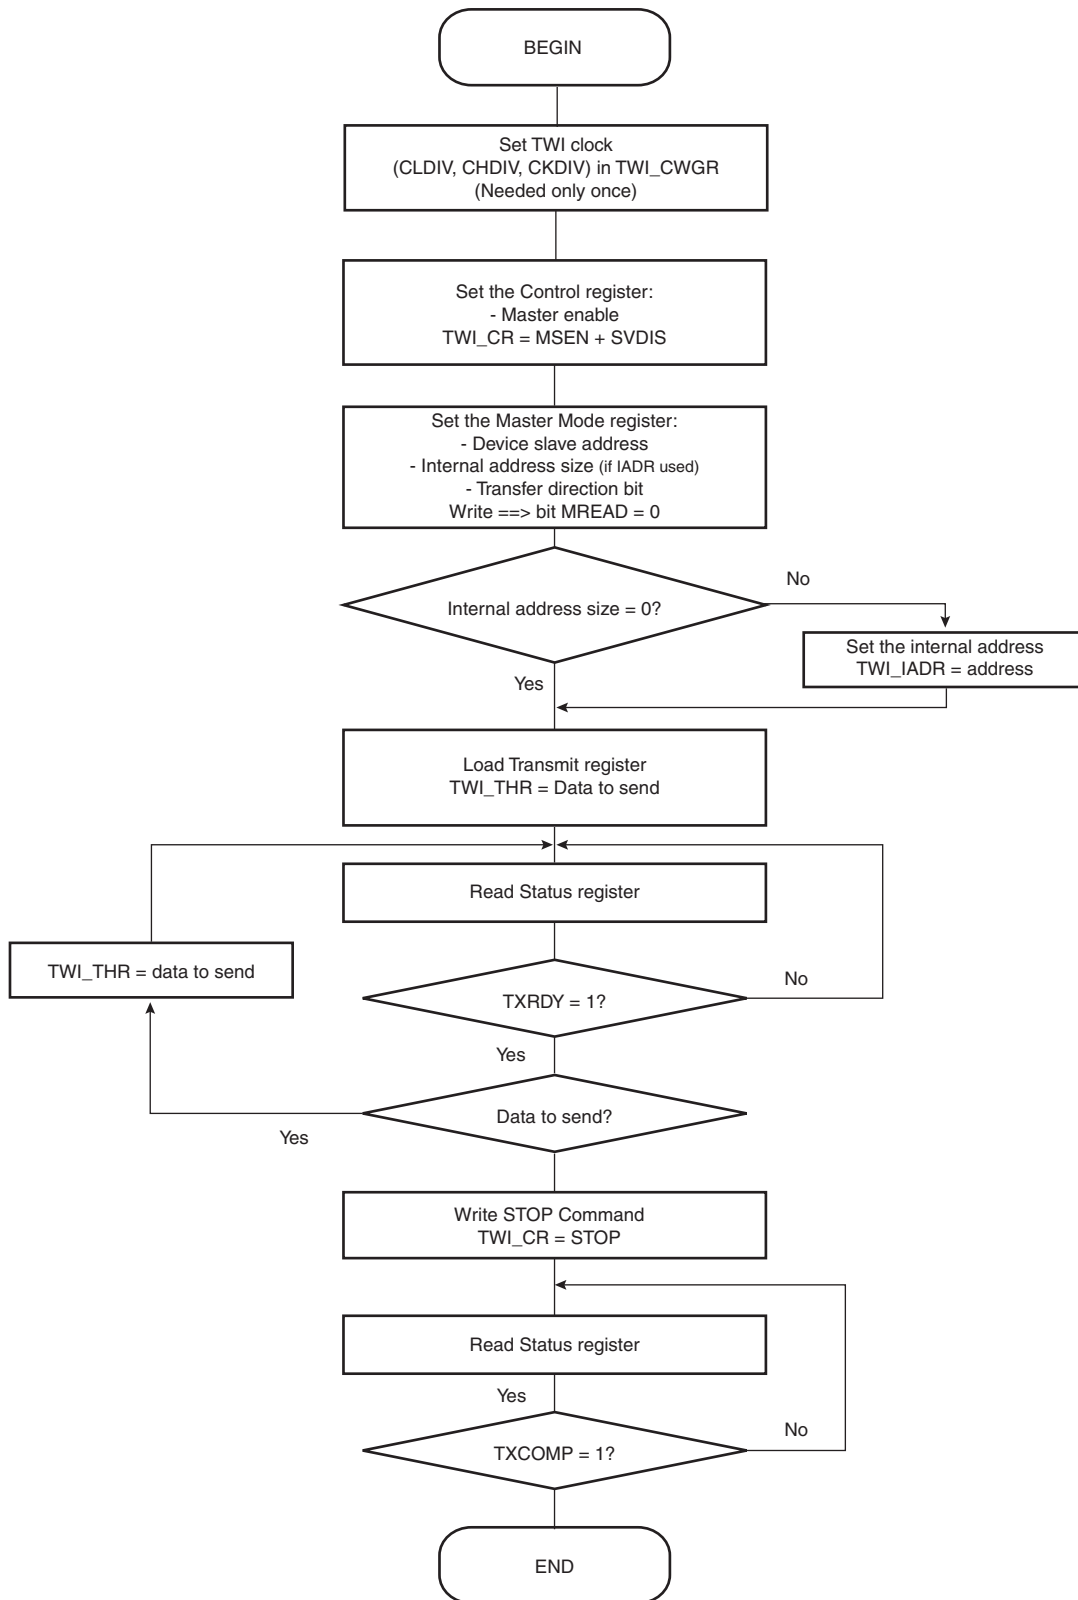 BEGIN
Set TWI clock
(CLDIV, CHDIV, CKDIV) in TWI_CWGR
(Needed only once)
Set the Control register:
- Master enable
TWI_CR = MSEN + SVDIS
Set the Master Mode register:
- Device slave address
- Internal address size (if IADR used)
- Transfer direction bit
Write ==> bit MREAD = 0
No
Internal address size = 0?
Set the internal address
TWI_IADR = address
Yes
Load Transmit register
TWI_THR = Data to send
Read Status register
TWI_THR = data to send
No
TXRDY = 1?
Yes
Data to send?
Yes
Write STOP Command
TWI_CR = STOP
Read Status register
Yes
No
TXCOMP = 1?
END